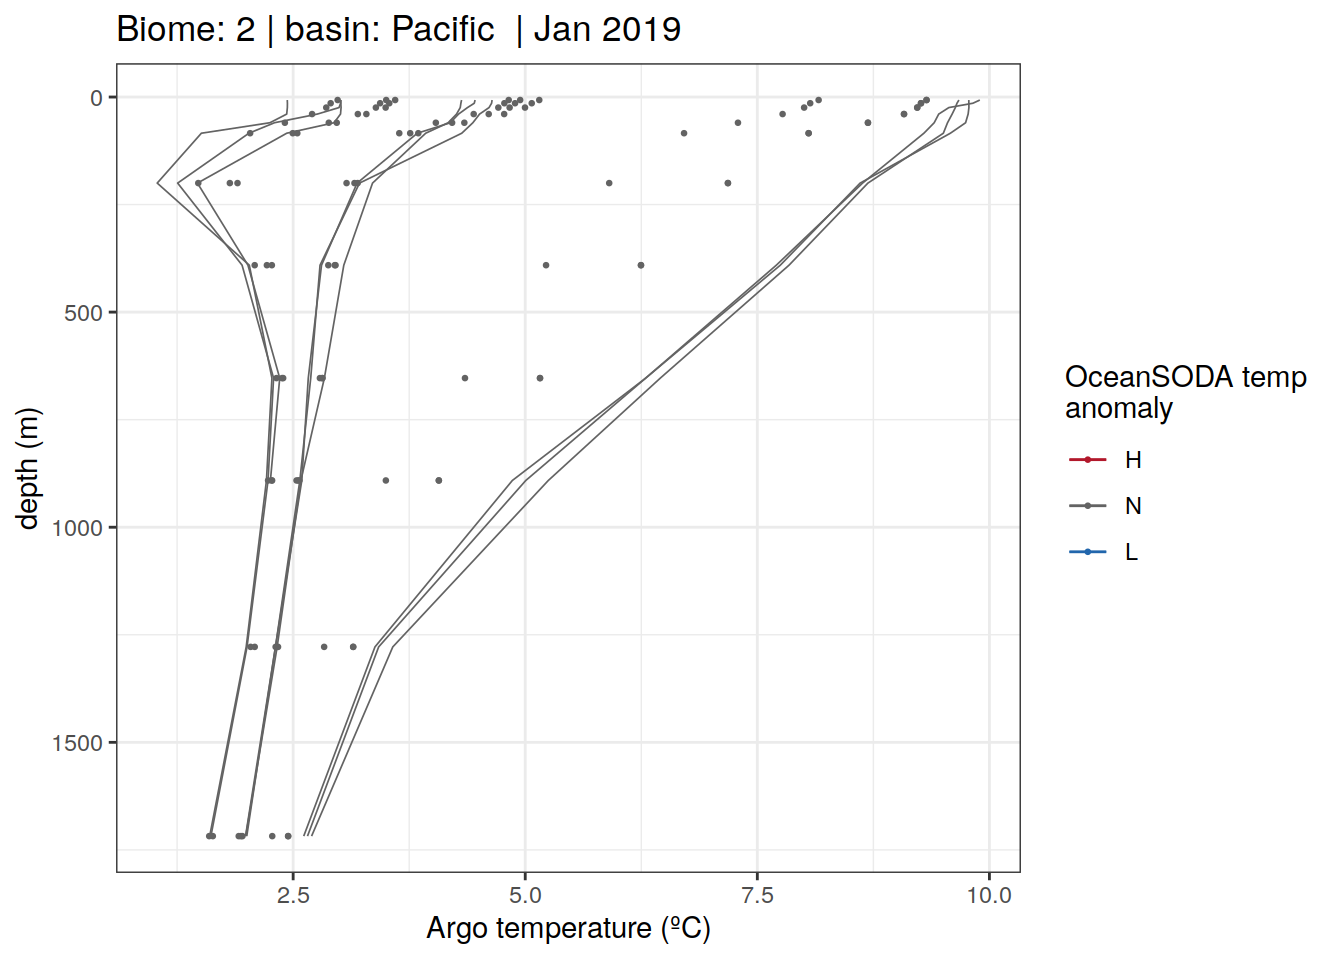 Biome: 2 | basin: Pacific  | Jan 2019
0
500
1000
1500
depth (m)
2.5
5.0
7.5
10.0
Argo temperature (ºC)
OceanSODA temp
anomaly
H
N
L